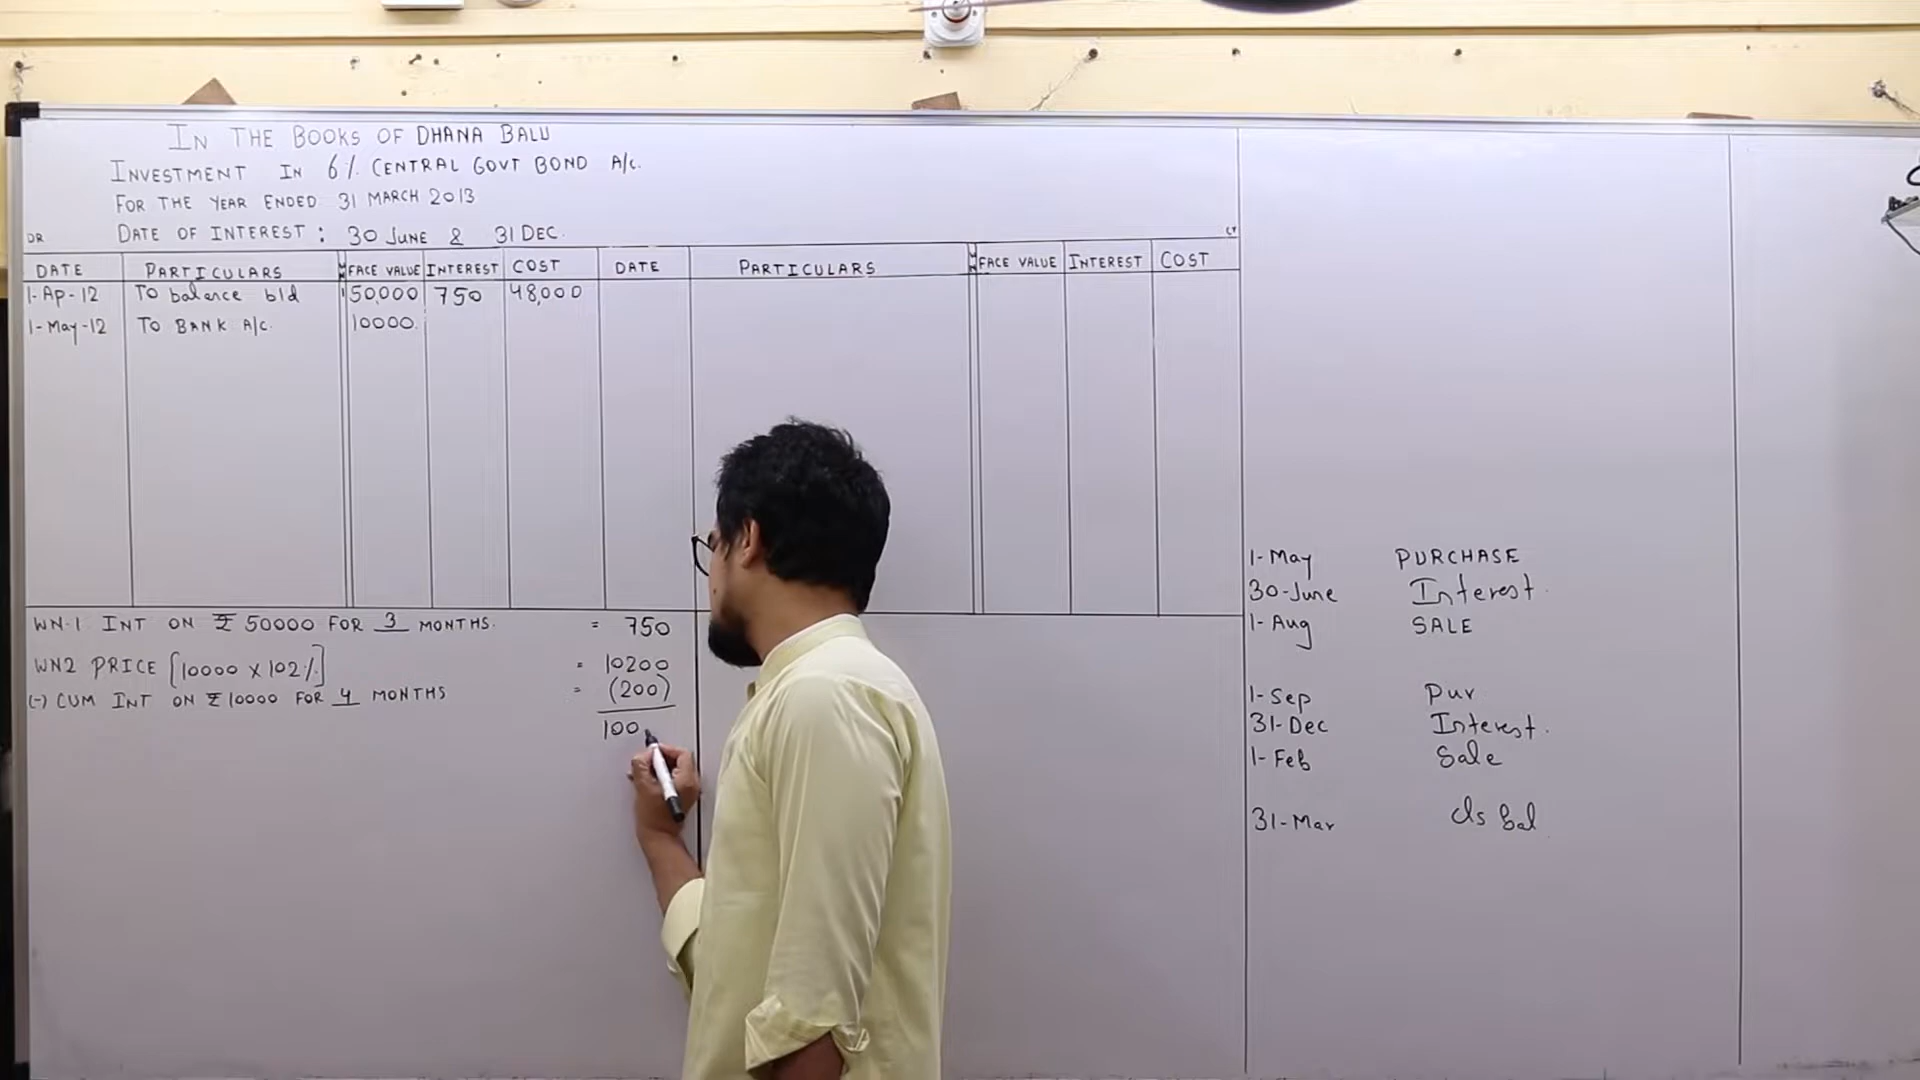 IN THE BOOKS OF DHANA BALU
INVESTMENT IN 6% CENTRAL GOVT BOND A/c.
FOR THE YEAR ENDED 31 MARCH 2013
DR DATE OF INTEREST : 30 JUNE & 31 DEC.
DATE PARTICULARS FACE VALUE INTEREST COST DATE PARTICULARS FACE VALUE INTEREST COST
1-Ap-12 To balance b/d 1 50,000 750 48,000
1-May-12 To BANK A/c. 10000
WN-1 INT ON ₹ 50000 FOR 3 MONTHS. = 750
WN2 PRICE [10000 x 102%] = 10200
(-) CUM INT ON ₹ 10000 FOR 4 MONTHS = (200)
100
1-May PURCHASE
30-June Interest.
1-Aug SALE
1-Sep Pur
31-Dec Interest.
1-Feb Sale
31-Mar Cls bal